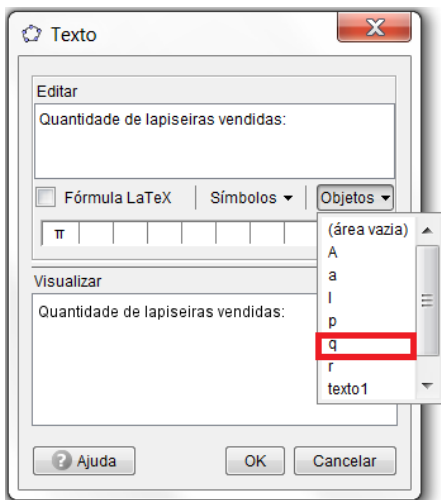 Texto
Editar
Quantidade de lapiseiras vendidas:
Fórmula LaTeX Símbolos Objetos
π
(área vazia)
A
a
l
p
q
r
texto1
Visualizar
Quantidade de lapiseiras vendidas:
? Ajuda OK Cancelar